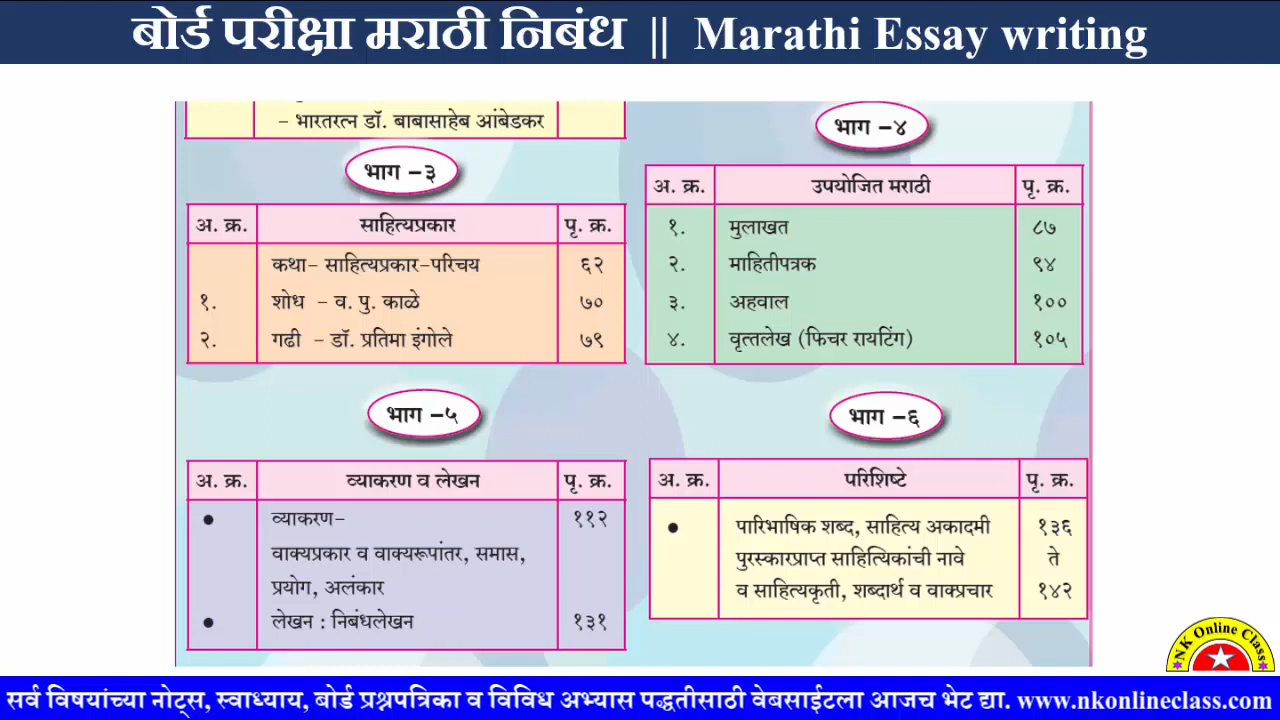 बोर्ड परीक्षा मराठी निबंध || Marathi Essay writing
- भारतरत्न डॉ. बाबासाहेब आंबेडकर
भाग -३
अ. क्र. साहित्यप्रकार पृ. क्र.
कथा- साहित्यप्रकार-परिचय ६२
१. शोध - व. पु. काळे ७०
२. गढी - डॉ. प्रतिमा इंगोले ७९
भाग -४
अ. क्र. उपयोजित मराठी पृ. क्र.
१. मुलाखत ८७
२. माहितीपत्रक ९४
३. अहवाल १००
४. वृत्तलेख (फिचर रायटिंग) १०५
भाग -५
अ. क्र. व्याकरण व लेखन पृ. क्र.
● व्याकरण- ११२
वाक्यप्रकार व वाक्यरूपांतर, समास,
प्रयोग, अलंकार
● लेखन : निबंधलेखन १३१
भाग -६
अ. क्र. परिशिष्टे पृ. क्र.
● पारिभाषिक शब्द, साहित्य अकादमी १३६
पुरस्कारप्राप्त साहित्यिकांची नावे ते
व साहित्यकृती, शब्दार्थ व वाक्प्रचार १४२
NK Online Class
सर्व विषयांच्या नोट्स, स्वाध्याय, बोर्ड प्रश्नपत्रिका व विविध अभ्यास पद्धतीसाठी वेबसाईटला आजच भेट द्या. www.nkonlineclass.com